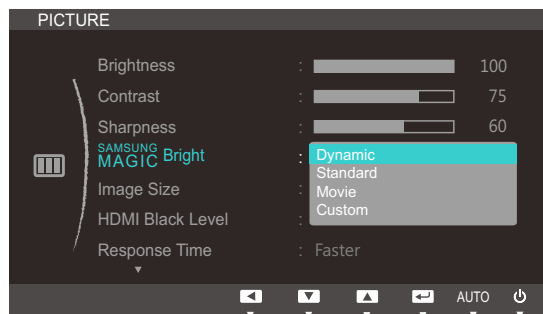 PICTURE
Brightness : 100
Contrast : 75
Sharpness : 60
SAMSUNG
MAGIC Bright : Dynamic
Standard
Movie
Custom
Image Size :
HDMI Black Level :
Response Time : Faster
AUTO